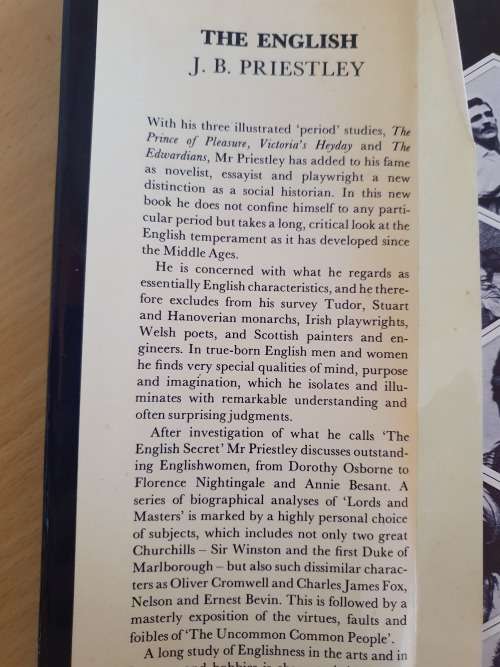 THE ENGLISH
J. B. PRIESTLEY
With his three illustrated ‘period’ studies, The
Prince of Pleasure, Victoria’s Heyday and The
Edwardians, Mr Priestley has added to his fame
as novelist, essayist and playwright a new
distinction as a social historian. In this new
book he does not confine himself to any parti-
cular period but takes a long, critical look at the
English temperament as it has developed since
the Middle Ages.
He is concerned with what he regards as
essentially English characteristics, and he there-
fore excludes from his survey Tudor, Stuart
and Hanoverian monarchs, Irish playwrights,
Welsh poets, and Scottish painters and en-
gineers. In true-born English men and women
he finds very special qualities of mind, purpose
and imagination, which he isolates and illu-
minates with remarkable understanding and
often surprising judgments.
After investigation of what he calls ‘The
English Secret’ Mr Priestley discusses outstand-
ing Englishwomen, from Dorothy Osborne to
Florence Nightingale and Annie Besant. A
series of biographical analyses of ‘Lords and
Masters’ is marked by a highly personal choice
of subjects, which includes not only two great
Churchills – Sir Winston and the first Duke of
Marlborough – but also such dissimilar charac-
ters as Oliver Cromwell and Charles James Fox,
Nelson and Ernest Bevin. This is followed by a
masterly exposition of the virtues, faults and
foibles of ‘The Uncommon Common People’.
A long study of Englishness in the arts and in
and hobbies is